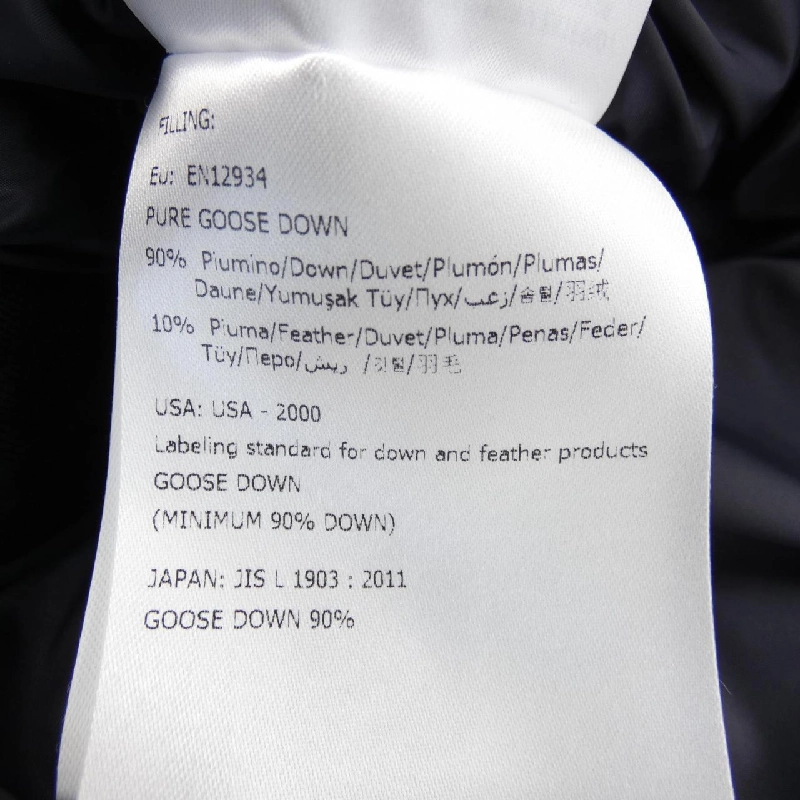 FILLING:
EU: EN12934
PURE GOOSE DOWN
90% Piumino/Down/Duvet/Plumón/Plumas/
Daune/Yumuşak Tüy/Пух/زغب/솜털/羽绒
10% Piuma/Feather/Duvet/Pluma/Penas/Feder/
Tüy/Перо/ريش /깃털/羽毛
USA: USA - 2000
Labeling standard for down and feather products
GOOSE DOWN
(MINIMUM 90% DOWN)
JAPAN: JIS L 1903 : 2011
GOOSE DOWN 90%